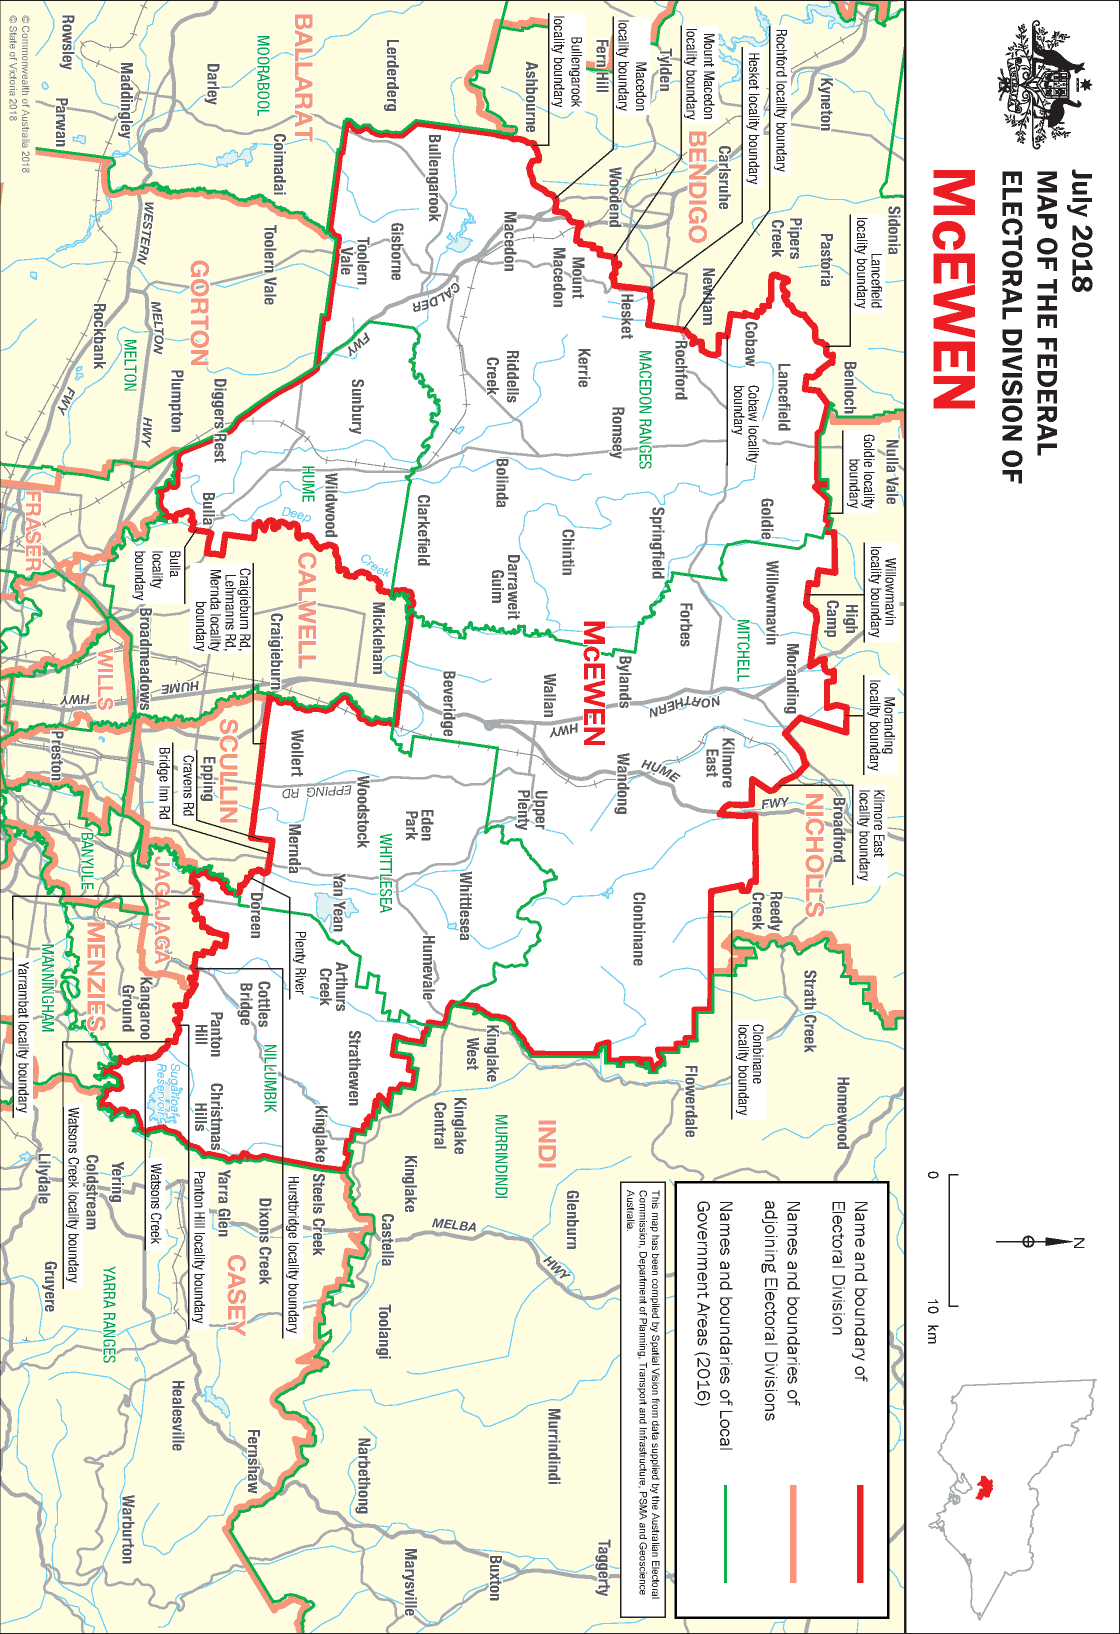 July 2018
MAP OF THE FEDERAL
ELECTORAL DIVISION OF
McEWEN
0
10 km
N
Name and boundary of
Electoral Division
Names and boundaries of
adjoining Electoral Divisions
Names and boundaries of Local
Government Areas (2016)
This map has been compiled by Spatial Vision from data supplied by the Australian Electoral
Commission, Department of Planning, Transport and Infrastructure, PSMA and Geoscience
Australia.
Sidonia
Lancefield
locality boundary
Benloch
Nulla Vale
Goldie locality
boundary
Willowmavin
locality boundary
High
Camp
Moranding
locality boundary
Kilmore East
locality boundary
Broadford
NICHOLLS
Reedy
Creek
Strath Creek
Homewood
Kyneton
Pastoria
Pipers
Creek
Rochford locality boundary
Hesket locality boundary
Mount Macedon
locality boundary
Tylden
Macedon
locality boundary
Fern Hill
Bullengarook
locality boundary
Ashbourne
BENDIGO
Carlsruhe
Woodend
Newham
Cobaw
Lancefield
Cobaw locality
boundary
Goldie
Willowmavin
Moranding
MITCHELL
Forbes
Springfield
Rochford
MACEDON RANGES
Romsey
Hesket
Kerrie
Mount
Macedon
Macedon
Riddells
Creek
Bolinda
Chintin
Darraweit
Guim
McEWEN
Bylands
Wallan
NORTHERN
HWY
HUME
FWY
Kilmore
East
Wandong
Upper
Plenty
Clonbinane
Clonbinane
locality boundary
Flowerdale
Lerderderg
Bullengarook
Gisborne
CALDER
FWY
Toolern
Vale
Sunbury
Clarkefield
HUME
Wildwood
Deep
Creek
Bulla
Mickleham
Beveridge
CALWELL
Craigieburn
Craigieburn Rd,
Lehmanns Rd,
Mernda locality
boundary
Bulla
locality
boundary
Wollert
EPPING
RD
Woodstock
Eden
Park
WHITTLESEA
Whittlesea
Mernda
Yan Yean
Humevale
Doreen
Plenty River
Arthurs
Creek
Cottles
Bridge
Strathewen
Panton
Hill
NILLUMBIK
Christmas
Hills
Kinglake
Sugarloaf
Reservoir
Kinglake
West
Kinglake
Central
Kinglake
MURRINDINDI
INDI
Glenburn
MELBA
HWY
Castella
Toolangi
Steels Creek
Dixons Creek
Yarra Glen
Hurstbridge locality boundary
Panton Hill locality boundary
Watsons Creek
Watsons Creek locality boundary
Yarrambat locality boundary
CASEY
YARRA RANGES
Yering
Coldstream
Lilydale
Gruyere
Healesville
Fernshaw
Warburton
Narbethong
Marysville
Buxton
Murrindindi
Taggerty
BALLARAT
MOORABOOL
Darley
Coimadai
Maddingley
Rowsley
Parwan
WESTERN
Toolern Vale
GORTON
MELTON
Rockbank
MELTON
HWY
FWY
Plumpton
Diggers Rest
FRASER
Broadmeadows
WILLS
HUME
HWY
SCULLIN
Epping
Cravens Rd
Bridge Inn Rd
Preston
BANYULE
JAGAJAGA
MENZIES
MANNINGHAM
Kangaroo
Ground
© Commonwealth of Australia 2018
© State of Victoria 2018